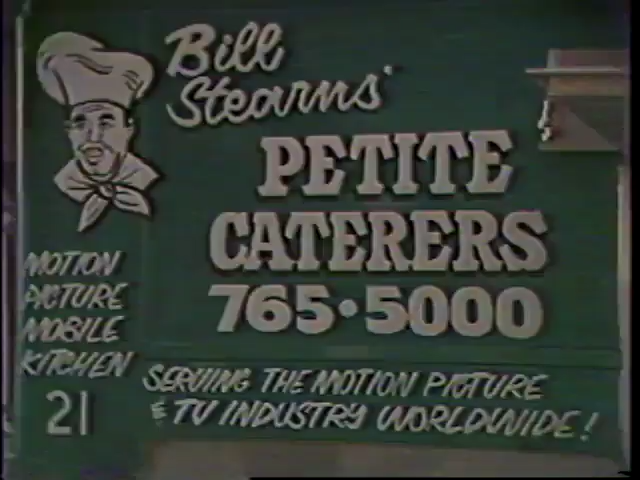 Bill
Stearns'
PETITE
CATERERS
765·5000
MOTION
PICTURE
MOBILE
KITCHEN
21
SERVING THE MOTION PICTURE
& TV INDUSTRY WORLDWIDE!